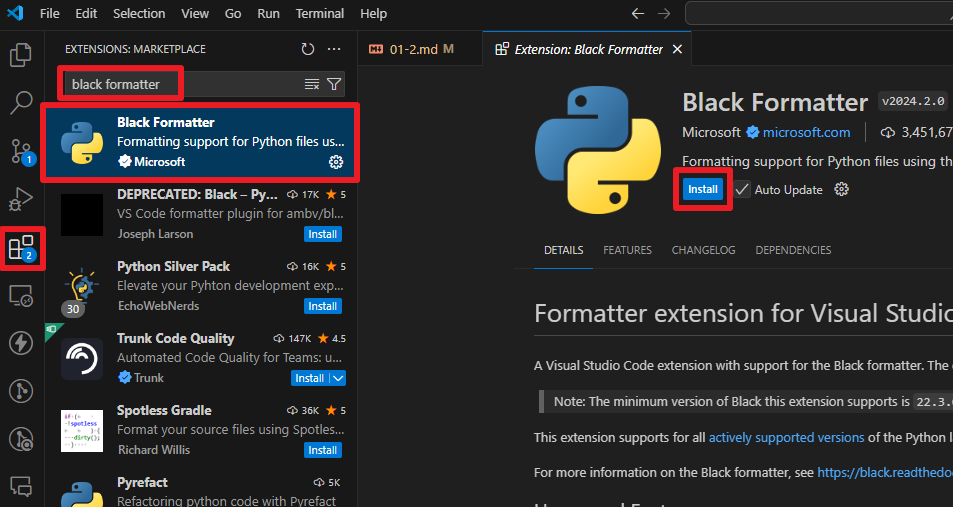 File Edit Selection View Go Run Terminal Help
EXTENSIONS: MARKETPLACE
black formatter
1
2
Black Formatter
Formatting support for Python files us...
Microsoft
DEPRECATED: Black – Py... 17K 5
VS Code formatter plugin for ambv/bl...
Joseph Larson Install
Python Silver Pack 16K 5
Elevate your Pyhton development exp...
30
EchoWebNerds Install
Trunk Code Quality 147K 4.5
Automated Code Quality for Teams: u...
Trunk Install
Spotless Gradle 36K 5
Format your source files using Spotles...
Richard Willis Install
Pyrefact 5K
Refactoring python code with Pyrefact
01-2.md M
Extension: Black Formatter
Black Formatter v2024.2.0
Microsoft microsoft.com 3,451,67
Formatting support for Python files using th
Install Auto Update
DETAILS FEATURES CHANGELOG DEPENDENCIES
Formatter extension for Visual Studio
A Visual Studio Code extension with support for the Black formatter. The
Note: The minimum version of Black this extension supports is 22.3.
This extension supports for all actively supported versions of the Python
For more information on the Black formatter, see https://black.readthedo